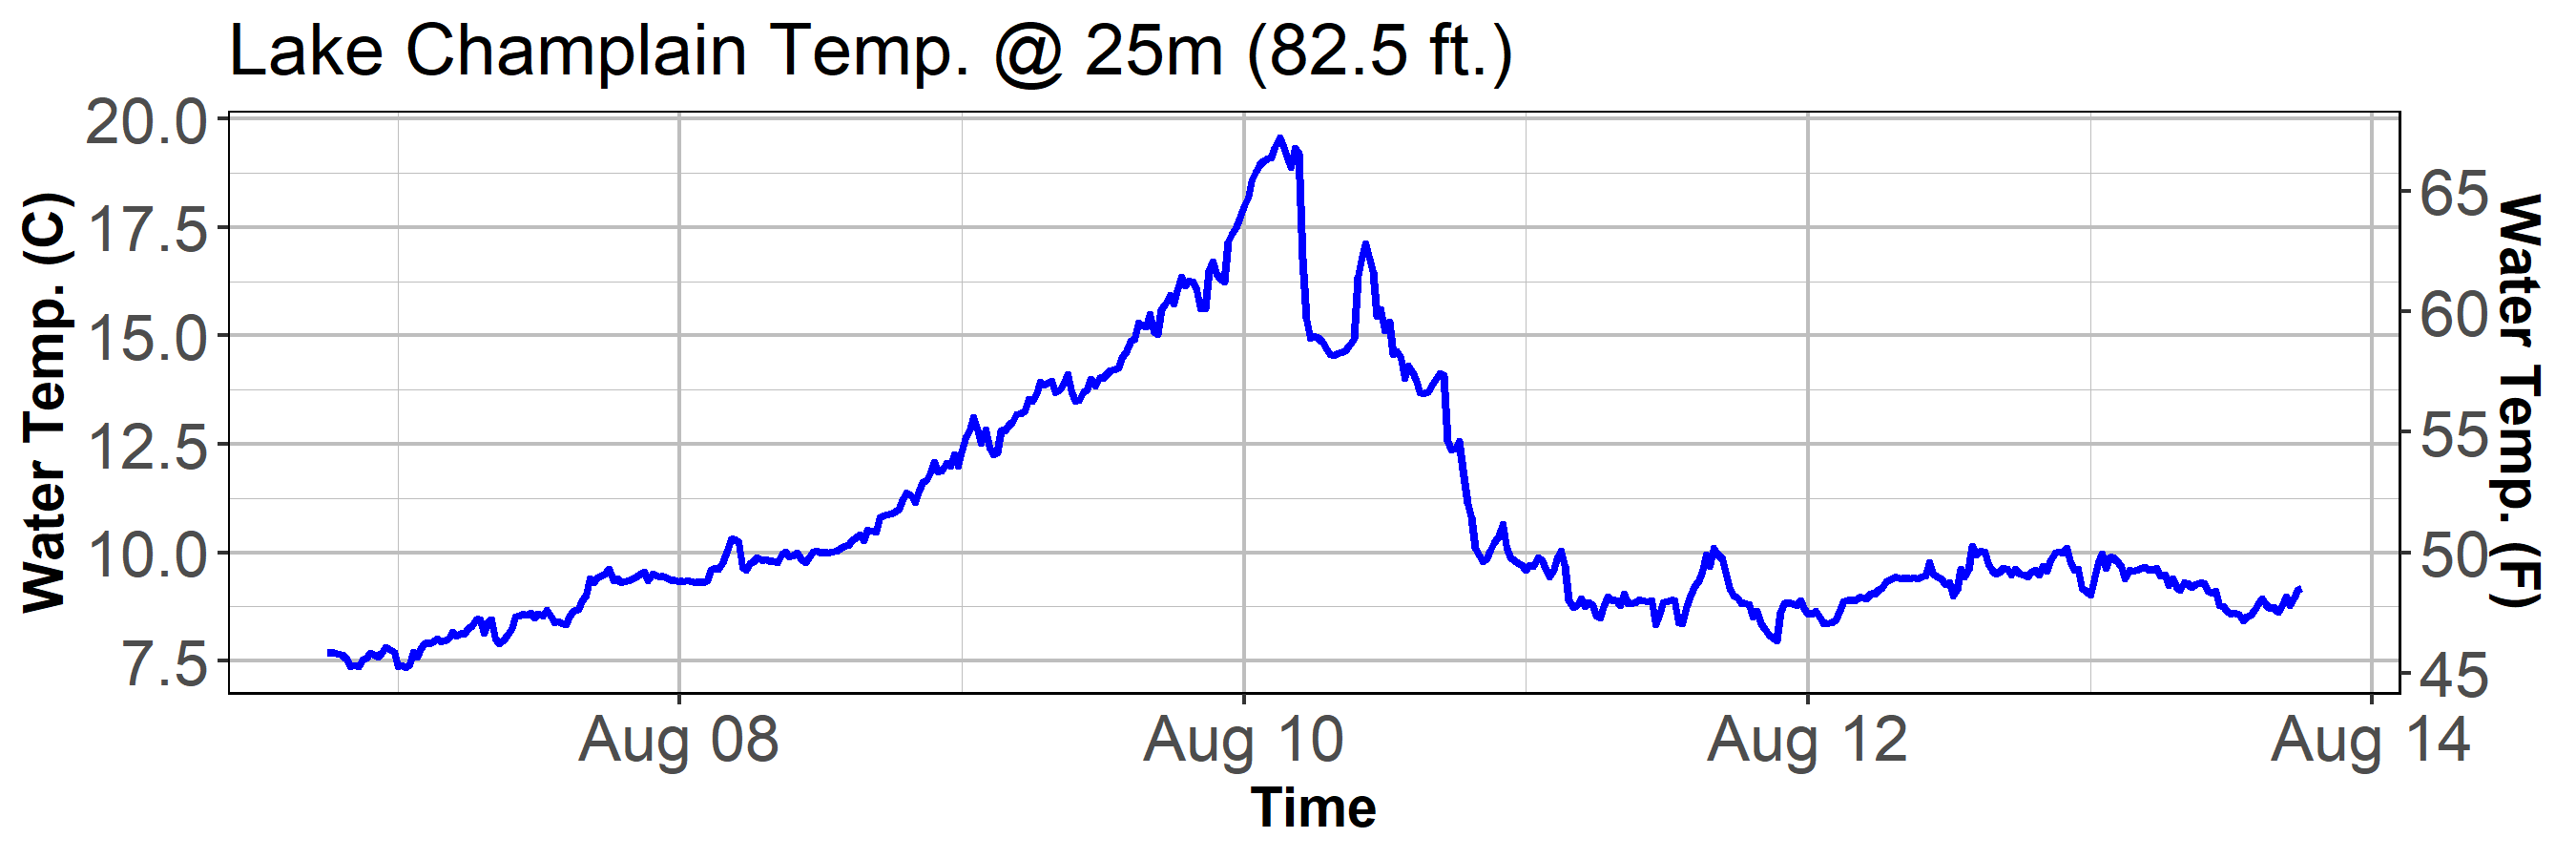 Lake Champlain Temp. @ 25m (82.5 ft.)
Water Temp. (C)
20.0
17.5
15.0
12.5
10.0
7.5
65
60
55
50
45
Water Temp. (F)
Aug 08
Aug 10
Aug 12
Aug 14
Time